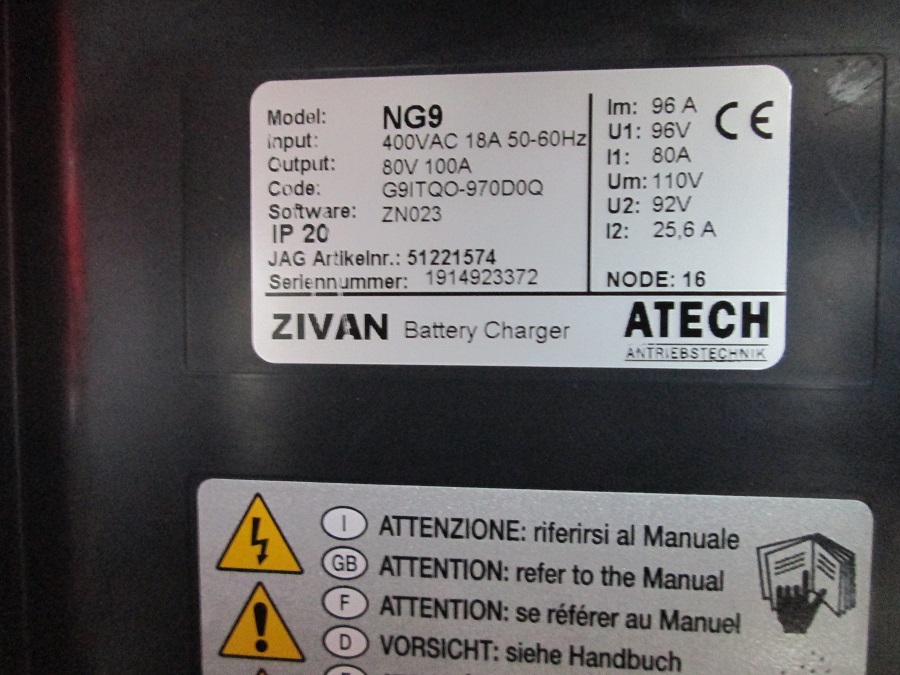 Model: NG9
Input: 400VAC 18A 50-60Hz
Output: 80V 100A
Code: G9ITQO-970D0Q
Software: ZN023
IP 20
JAG Artikelnr.: 51221574
Seriennummer: 1914923372
Im: 96 A
U1: 96V
I1: 80A
Um: 110V
U2: 92V
I2: 25,6 A
CE
NODE: 16
ZIVAN Battery Charger
ATECH
ANTRIEBSTECHNIK
I ATTENZIONE: riferirsi al Manuale
GB ATTENTION: refer to the Manual
F ATTENTION: se référer au Manuel
D VORSICHT: siehe Handbuch